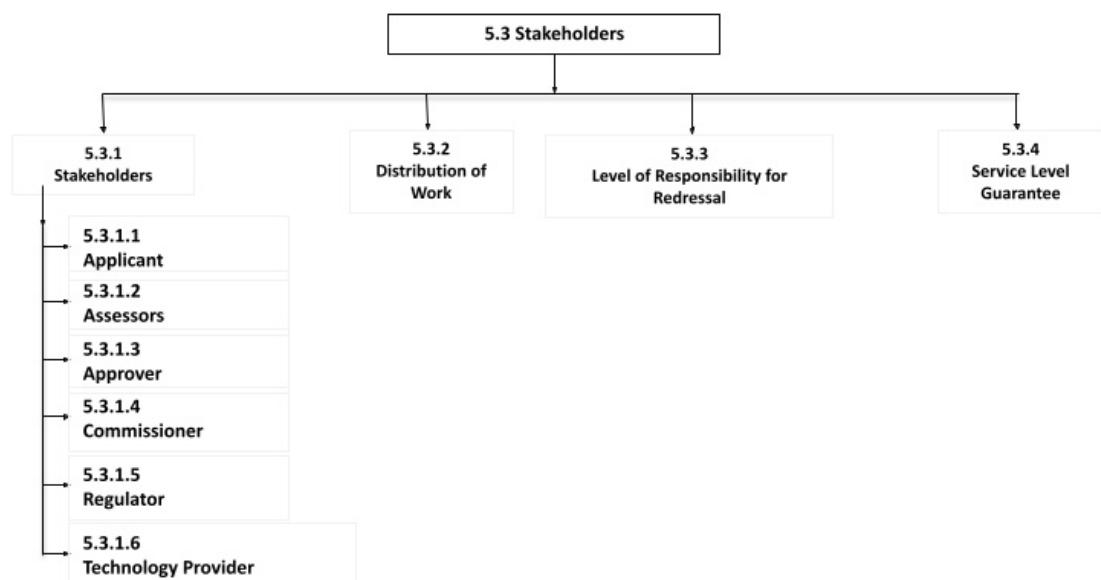 5.3 Stakeholders
5.3.1
Stakeholders
5.3.2
Distribution of
Work
5.3.3
Level of Responsibility for
Redressal
5.3.4
Service Level
Guarantee
5.3.1.1
Applicant
5.3.1.2
Assessors
5.3.1.3
Approver
5.3.1.4
Commissioner
5.3.1.5
Regulator
5.3.1.6
Technology Provider